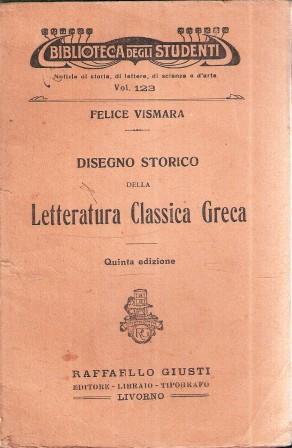 BIBLIOTECA DEGLI STUDENTI
Notizie di storia, di lettere, di scienze e d'arte
Vol. 123
FELICE VISMARA
DISEGNO STORICO
DELLA
Letteratura Classica Greca
Quinta edizione
RG
RAFFAELLO GIUSTI
EDITORE - LIBRAIO - TIPOGRAFO
LIVORNO